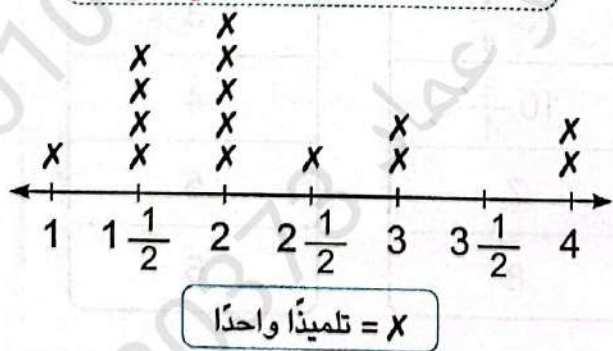 X
X X
X X
X X X X
X X X X X X
1 1 1/2 2 2 1/2 3 3 1/2 4
X = تلميذًا واحدًا